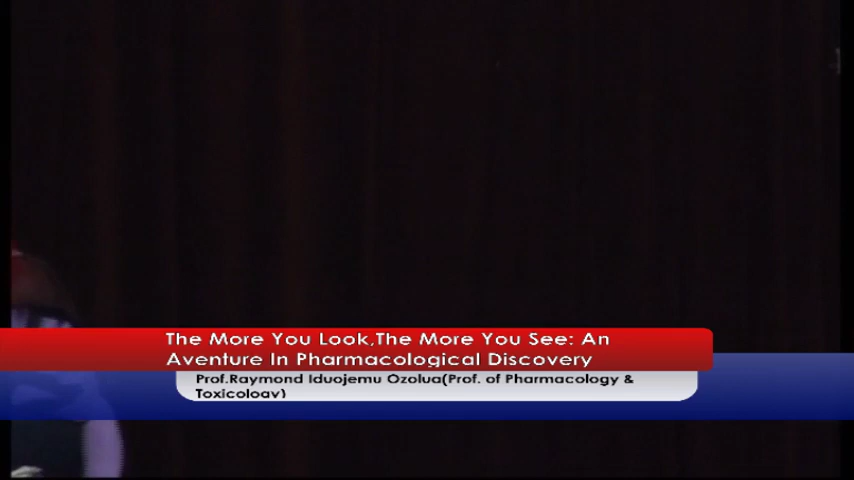 The More You Look,The More You See: An
Aventure In Pharmacological Discovery
Prof.Raymond Iduojemu Ozolua(Prof. of Pharmacology &
Toxicology)